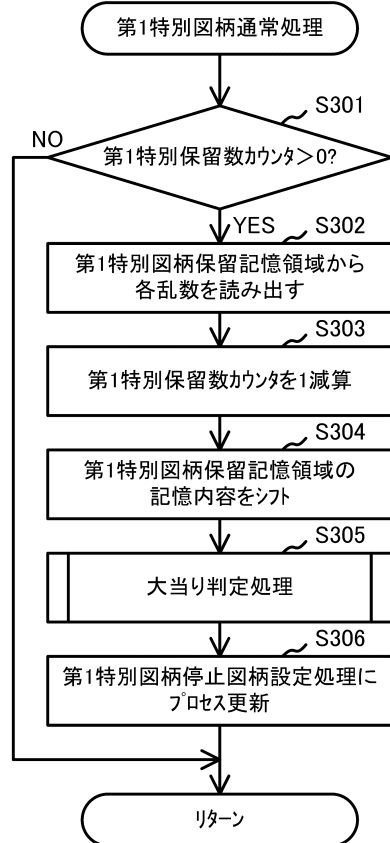 第1特別図柄通常処理
S301
NO
第1特別保留数カウンタ＞0?
YES
S302
第1特別図柄保留記憶領域から
各乱数を読み出す
S303
第1特別保留数カウンタを1減算
S304
第1特別図柄保留記憶領域の
記憶内容をシフト
S305
大当り判定処理
S306
第1特別図柄停止図柄設定処理に
プロセス更新
リターン